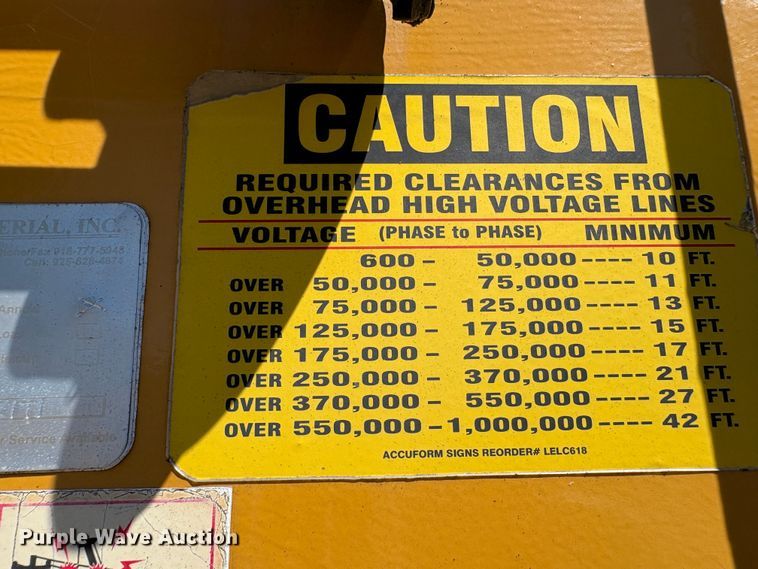 CAUTION
REQUIRED CLEARANCES FROM
OVERHEAD HIGH VOLTAGE LINES
VOLTAGE (PHASE to PHASE) MINIMUM
600 - 50,000 ---- 10 FT.
OVER 50,000 - 75,000 ---- 11 FT.
OVER 75,000 - 125,000 ---- 13 FT.
OVER 125,000 - 175,000 ---- 15 FT.
OVER 175,000 - 250,000 ---- 17 FT.
OVER 250,000 - 370,000 ---- 21 FT.
OVER 370,000 - 550,000 ---- 27 FT.
OVER 550,000 - 1,000,000 ---- 42 FT.
ACCUFORM SIGNS REORDER# LELC618
ERIAL, INC.
Service Available
Purple Wave Auction